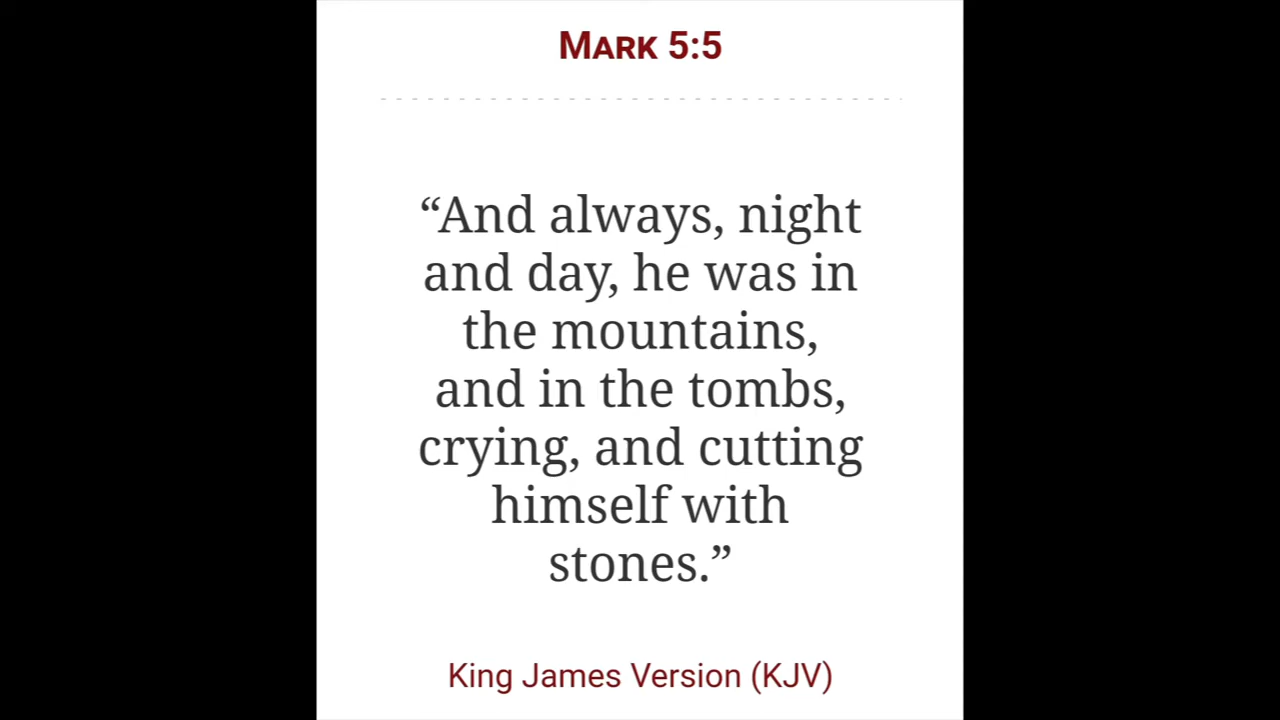 Mark 5:5
“And always, night
and day, he was in
the mountains,
and in the tombs,
crying, and cutting
himself with
stones.”
King James Version (KJV)